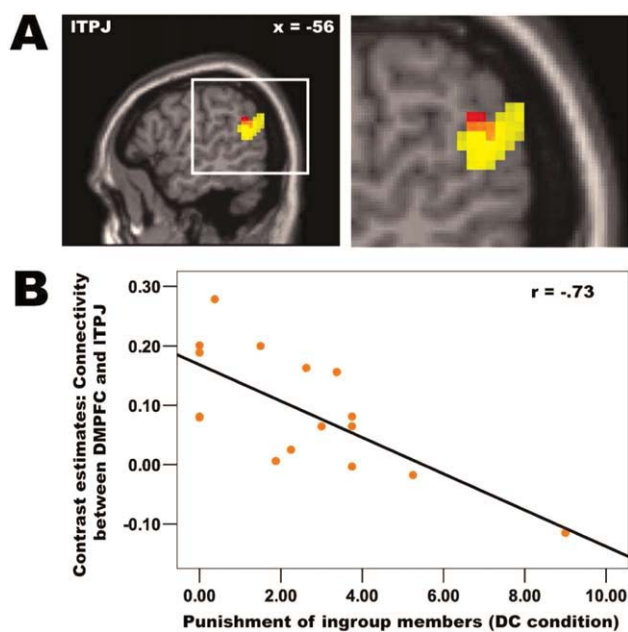 A
lTPJ
x = -56
B
r = -.73
Contrast estimates: Connectivity
between DMPFC and lTPJ
0.30
0.20
0.10
0.00
-0.10
0.00 2.00 4.00 6.00 8.00 10.00
Punishment of ingroup members (DC condition)